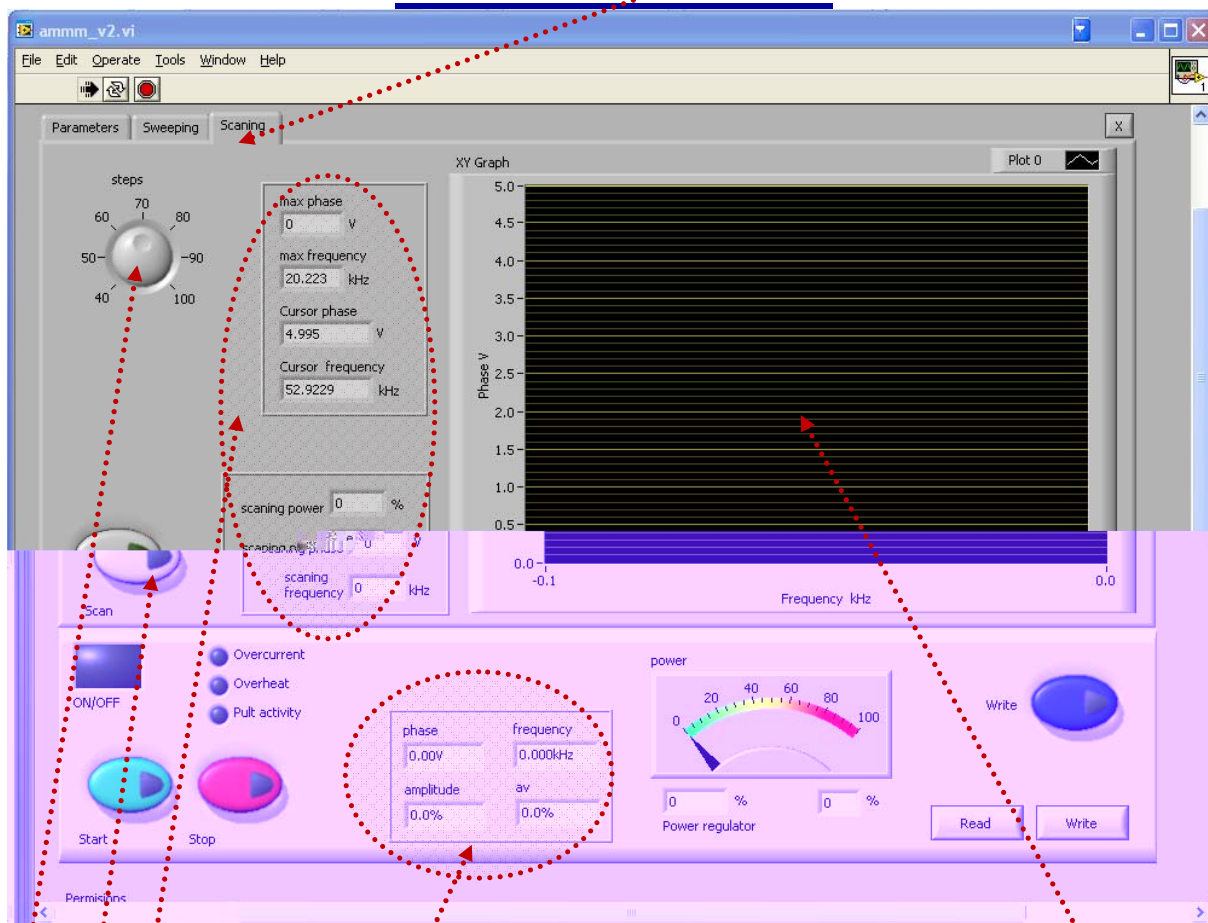 ammm_v2.vi
File Edit Operate Tools Window Help
1
Parameters Sweeping Scaning X
steps
40 50 60 70 80 90 100
max phase
0 V
max frequency
20.223 kHz
Cursor phase
4.995 V
Cursor frequency
52.9229 kHz
scaning power 0 %
scaning
frequency 0 kHz
Scan
XY Graph
Plot 0
5.0
4.5
4.0
3.5
3.0
2.5
2.0
1.5
1.0
0.5
0.0
Phase V
-0.1 0.0
Frequency kHz
ON/OFF
Overcurrent
Overheat
Pult activity
Start Stop
phase frequency
0.00V 0.000kHz
amplitude av
0.0% 0.0%
power
0 20 40 60 80 100
0 % 0 %
Power regulator
Write
Read Write
Permisions